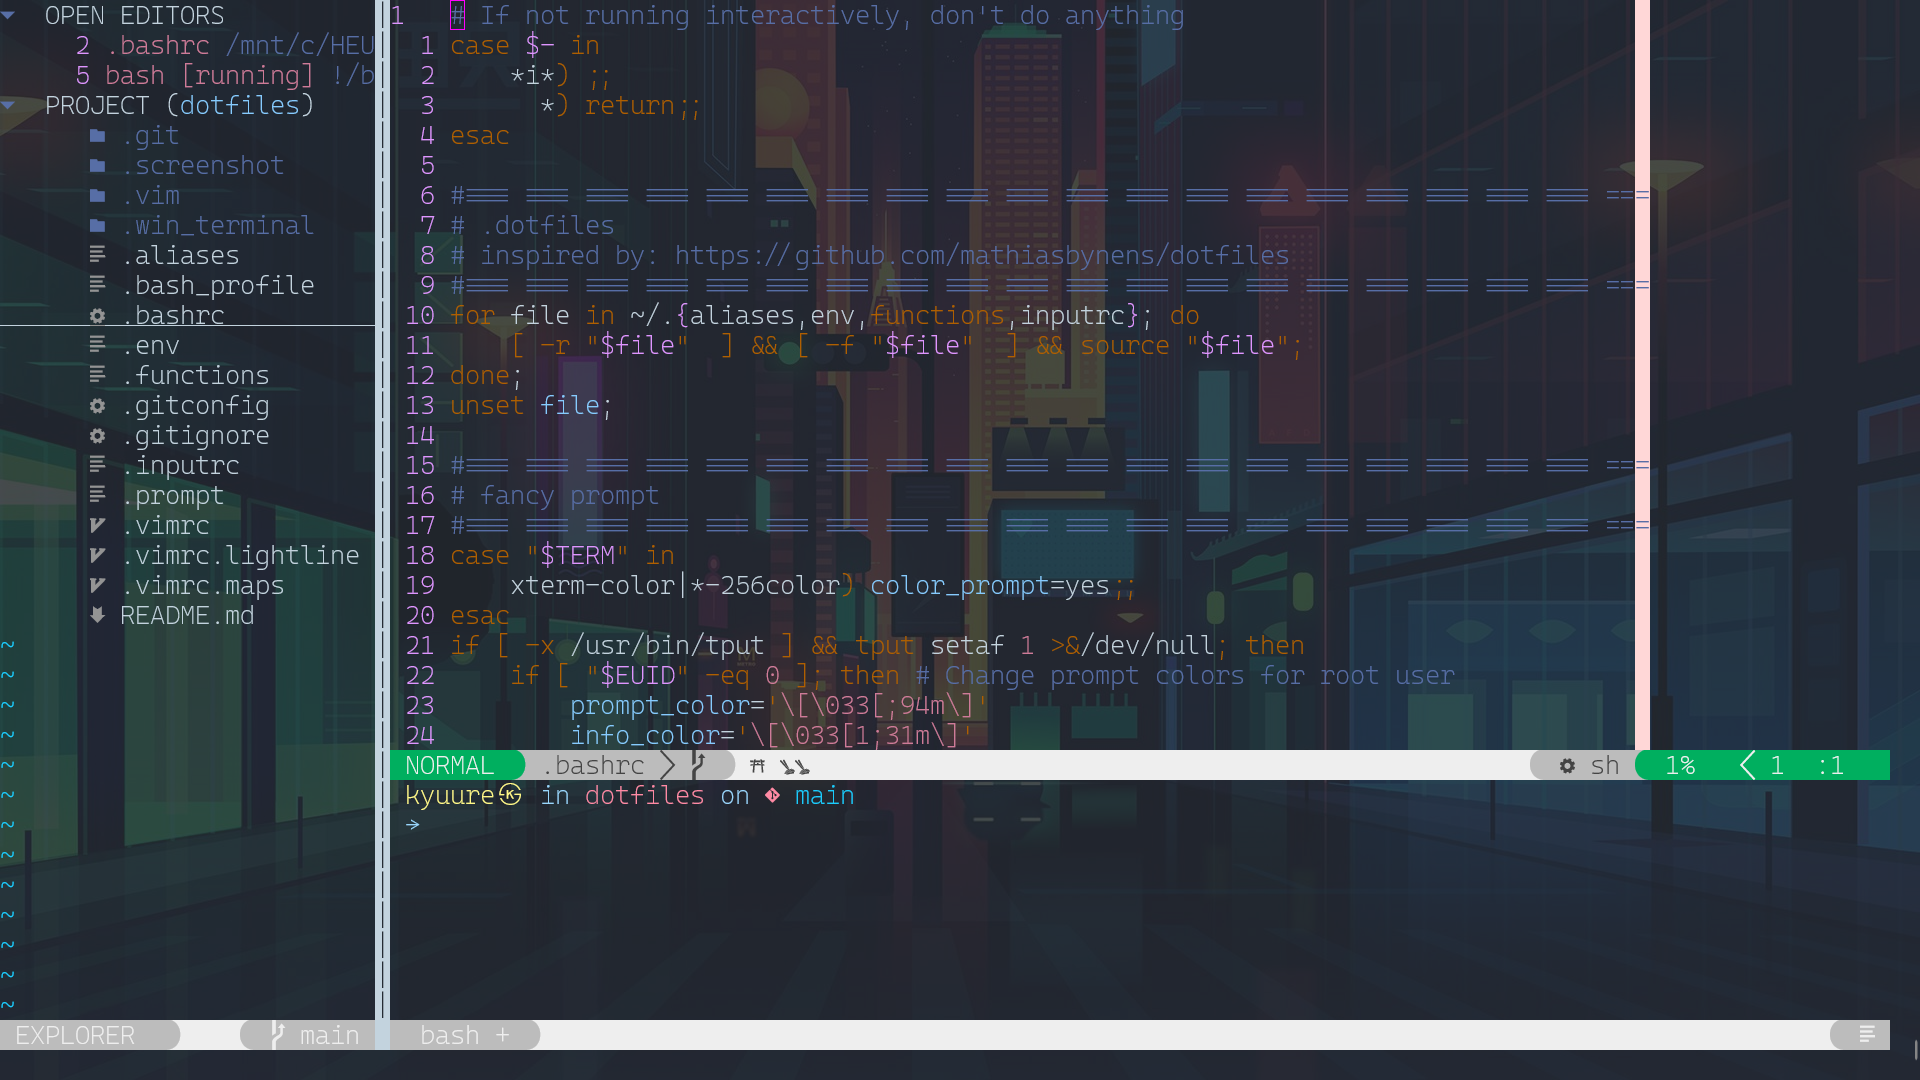 OPEN EDITORS
2 .bashrc /mnt/c/HEU
5 bash [running] !/b
PROJECT (dotfiles)
.git
.screenshot
.vim
.win_terminal
.aliases
.bash_profile
.bashrc
.env
.functions
.gitconfig
.gitignore
.inputrc
.prompt
.vimrc
.vimrc.lightline
.vimrc.maps
README.md
~
~
~
~
~
~
~
~
~
~
~
~
~
EXPLORER main
1 # If not running interactively, don't do anything
1 case $- in
2     *i*) ;;
3       *) return;;
4 esac
5
6 #===============================================================================
7 # .dotfiles
8 # inspired by: https://github.com/mathiasbynens/dotfiles
9 #===============================================================================
10 for file in ~/.{aliases,env,functions,inputrc}; do
11     [ -r "$file"  ] && [ -f "$file"  ] && source "$file";
12 done;
13 unset file;
14
15 #===============================================================================
16 # fancy prompt
17 #===============================================================================
18 case "$TERM" in
19     xterm-color|*-256color) color_prompt=yes;;
20 esac
21 if [ -x /usr/bin/tput ] && tput setaf 1 >&/dev/null; then
22     if [ "$EUID" -eq 0 ]; then # Change prompt colors for root user
23         prompt_color='\[\033[;94m\]'
24         info_color='\[\033[1;31m\]'
NORMAL .bashrc sh 1% 1 :1
kyuure in dotfiles on main
>
bash +